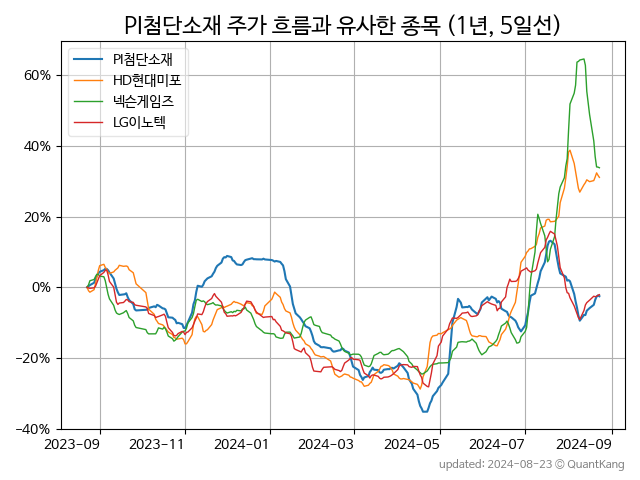 PI첨단소재 주가 흐름과 유사한 종목 (1년, 5일선)
PI첨단소재
HD현대미포
넥슨게임즈
LG이노텍
60%
40%
20%
0%
−20%
−40%
2023-09 2023-11 2024-01 2024-03 2024-05 2024-07 2024-09
updated: 2024-08-23 © QuantKang